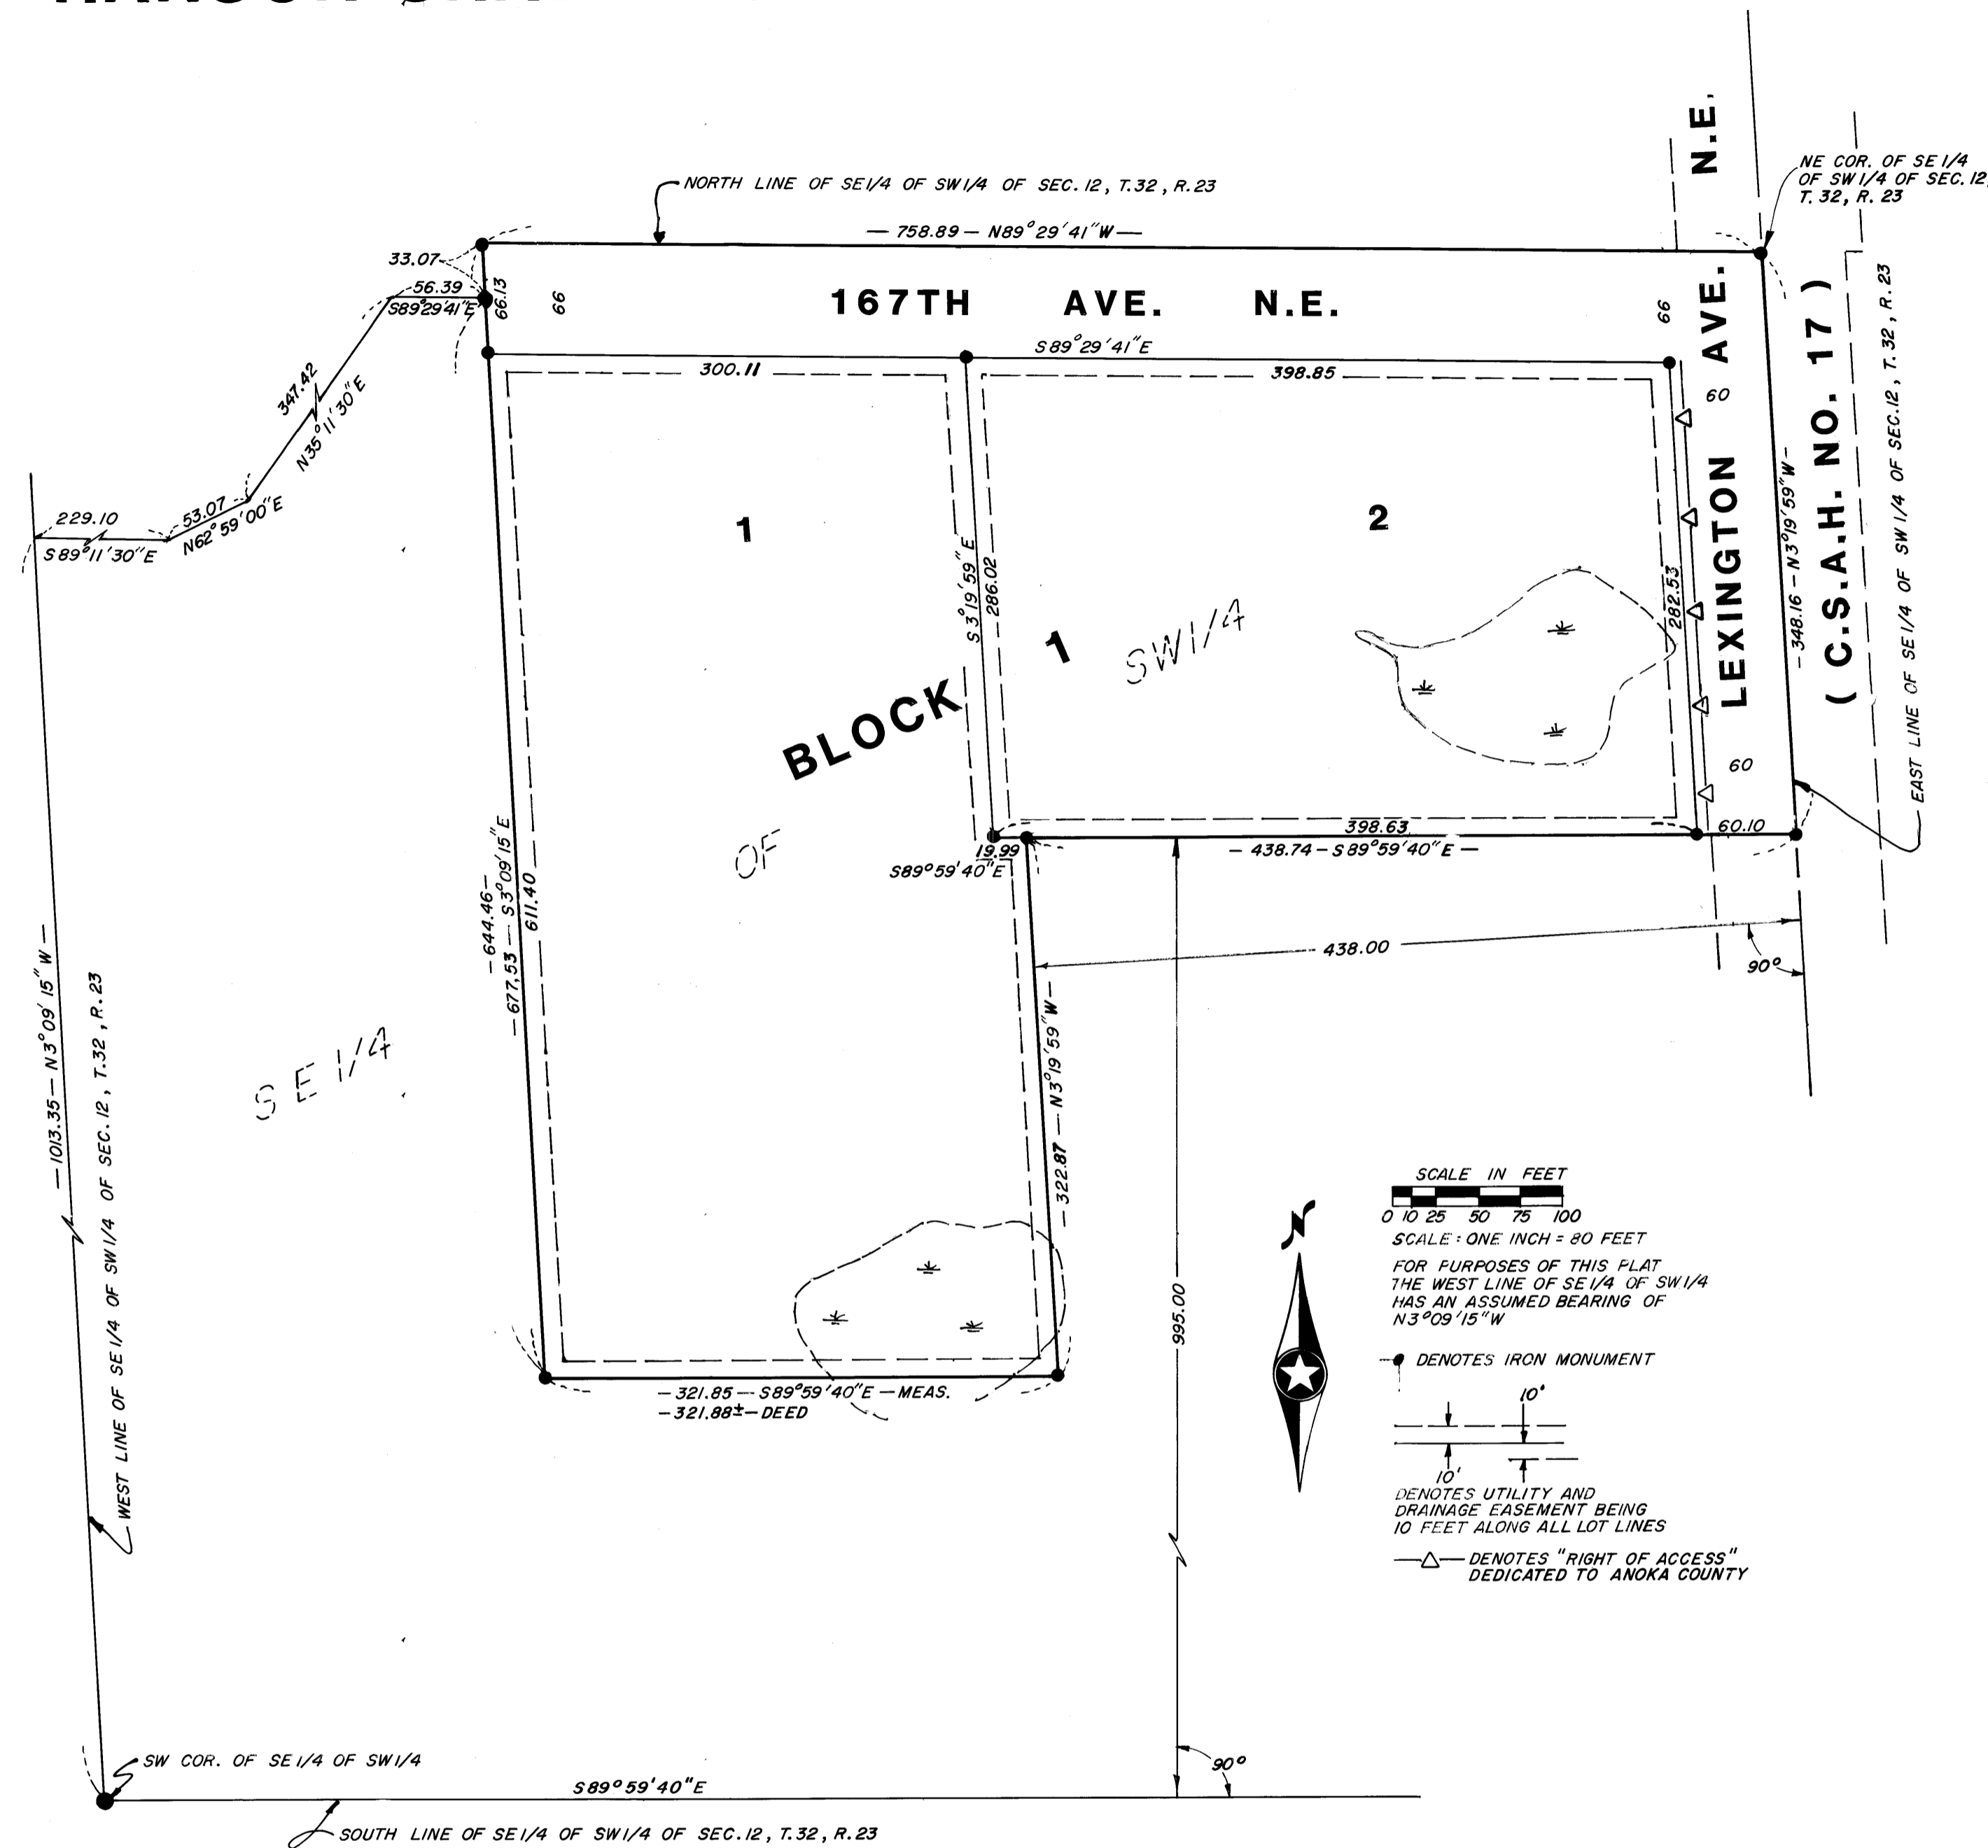 N.E.
NE COR. OF SE 1/4
OF SW 1/4 OF SEC. 12,
T. 32, R. 23
NORTH LINE OF SE1/4 OF SW1/4 OF SEC. 12, T.32, R.23
— 758.89 — N89°29'41"W —
33.07
56.39
S89°29'41"E
66.13
66
167TH AVE. N.E.
66
LEXINGTON AVE.
( C.S.A.H. NO. 17 )
EAST LINE OF SE 1/4 OF SW 1/4 OF SEC.12, T. 32, R. 23
S89°29'41"E
300.11
398.85
60
347.42
N35°11'30"E
53.07
N62°59'00"E
229.10
S89°11'30"E
1
2
S3°19'59"E
286.02
282.53
— 348.16 — N3°19'59"W —
BLOCK 1
SW1/4
OF
SE 1/4
60
60.10
398.63
19.99
S89°59'40"E
— 438.74 — S89°59'40"E —
— 644.46 —
— 677.53 — S3°09'15"E
611.40
438.00
90°
— 1013.35 — N3°09'15"W —
WEST LINE OF SE 1/4 OF SW 1/4 OF SEC. 12, T.32, R.23
322.87 — N3°19'59"W —
995.00
— 321.85 — S89°59'40"E — MEAS.
— 321.88± — DEED
N
SCALE IN FEET
0 10 25 50 75 100
SCALE : ONE INCH = 80 FEET
FOR PURPOSES OF THIS PLAT
THE WEST LINE OF SE 1/4 OF SW 1/4
HAS AN ASSUMED BEARING OF
N3°09'15"W
DENOTES IRON MONUMENT
10'
10'
DENOTES UTILITY AND
DRAINAGE EASEMENT BEING
10 FEET ALONG ALL LOT LINES
DENOTES "RIGHT OF ACCESS"
DEDICATED TO ANOKA COUNTY
SW COR. OF SE 1/4 OF SW 1/4
S89°59'40"E
90°
SOUTH LINE OF SE 1/4 OF SW 1/4 OF SEC.12, T.32, R.23